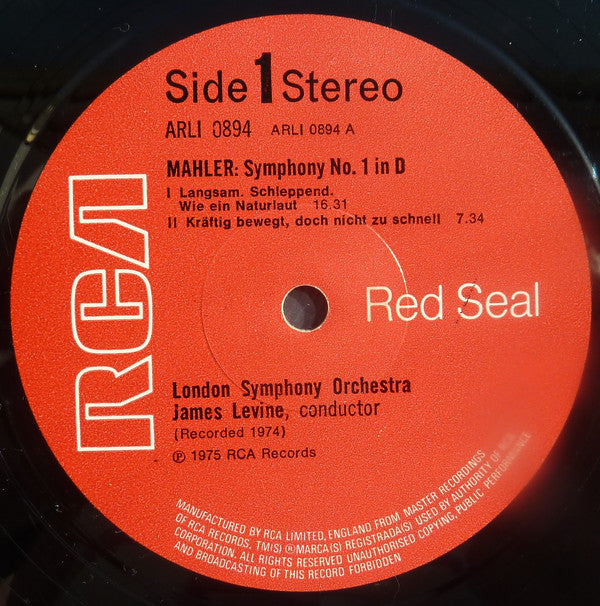 Side 1 Stereo
ARLI 0894 ARLI 0894 A
MAHLER: Symphony No. 1 in D
I Langsam. Schleppend.
Wie ein Naturlaut 16.31
II Kräftig bewegt, doch nicht zu schnell 7.34
RCA
Red Seal
London Symphony Orchestra
James Levine, conductor
(Recorded 1974)
℗ 1975 RCA Records
MANUFACTURED BY RCA LIMITED, ENGLAND FROM MASTER RECORDINGS
OF RCA RECORDS, TM(S) ® MARCA(S) REGISTRADA(S) USED BY AUTHORITY OF RCA
CORPORATION. ALL RIGHTS RESERVED UNAUTHORISED COPYING, PUBLIC PERFORMANCE
AND BROADCASTING OF THIS RECORD FORBIDDEN